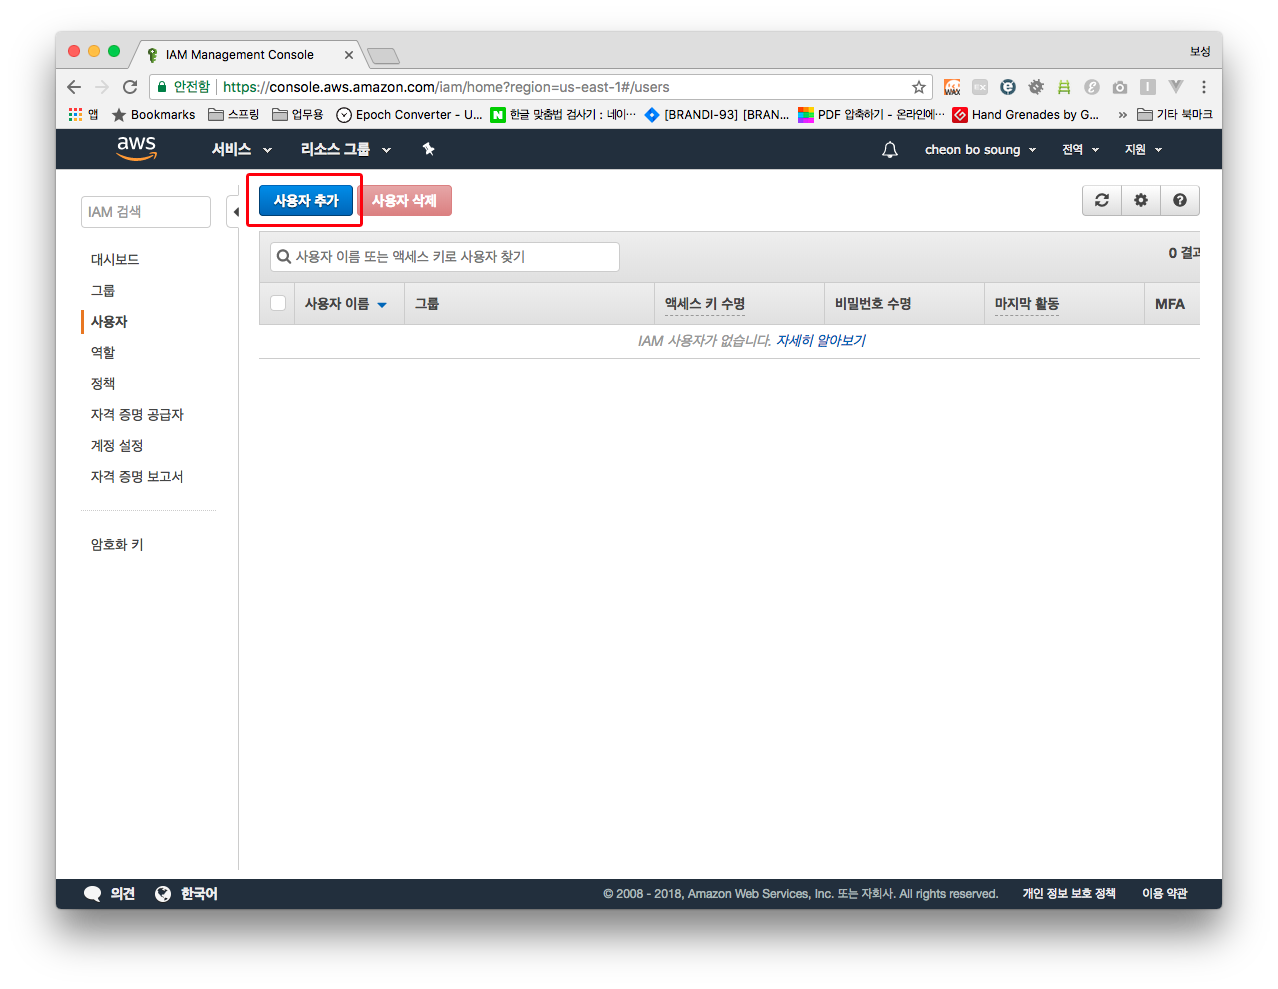 IAM Management Console
보성
안전함 https://console.aws.amazon.com/iam/home?region=us-east-1#/users
앱 Bookmarks 스프링 업무용 Epoch Converter - U... 한글 맞춤법 검사기 : 네이... [BRANDI-93] [BRAN... PDF 압축하기 - 온라인에... Hand Grenades by G... » 기타 북마크
aws 서비스 리소스 그룹 cheon bo soung 전역 지원
IAM 검색
대시보드
그룹
사용자
역할
정책
자격 증명 공급자
계정 설정
자격 증명 보고서
암호화 키
사용자 추가 사용자 삭제
사용자 이름 또는 액세스 키로 사용자 찾기
0 결과
사용자 이름 그룹 액세스 키 수명 비밀번호 수명 마지막 활동 MFA
IAM 사용자가 없습니다. 자세히 알아보기
의견 한국어 © 2008 - 2018, Amazon Web Services, Inc. 또는 자회사. All rights reserved. 개인 정보 보호 정책 이용 약관